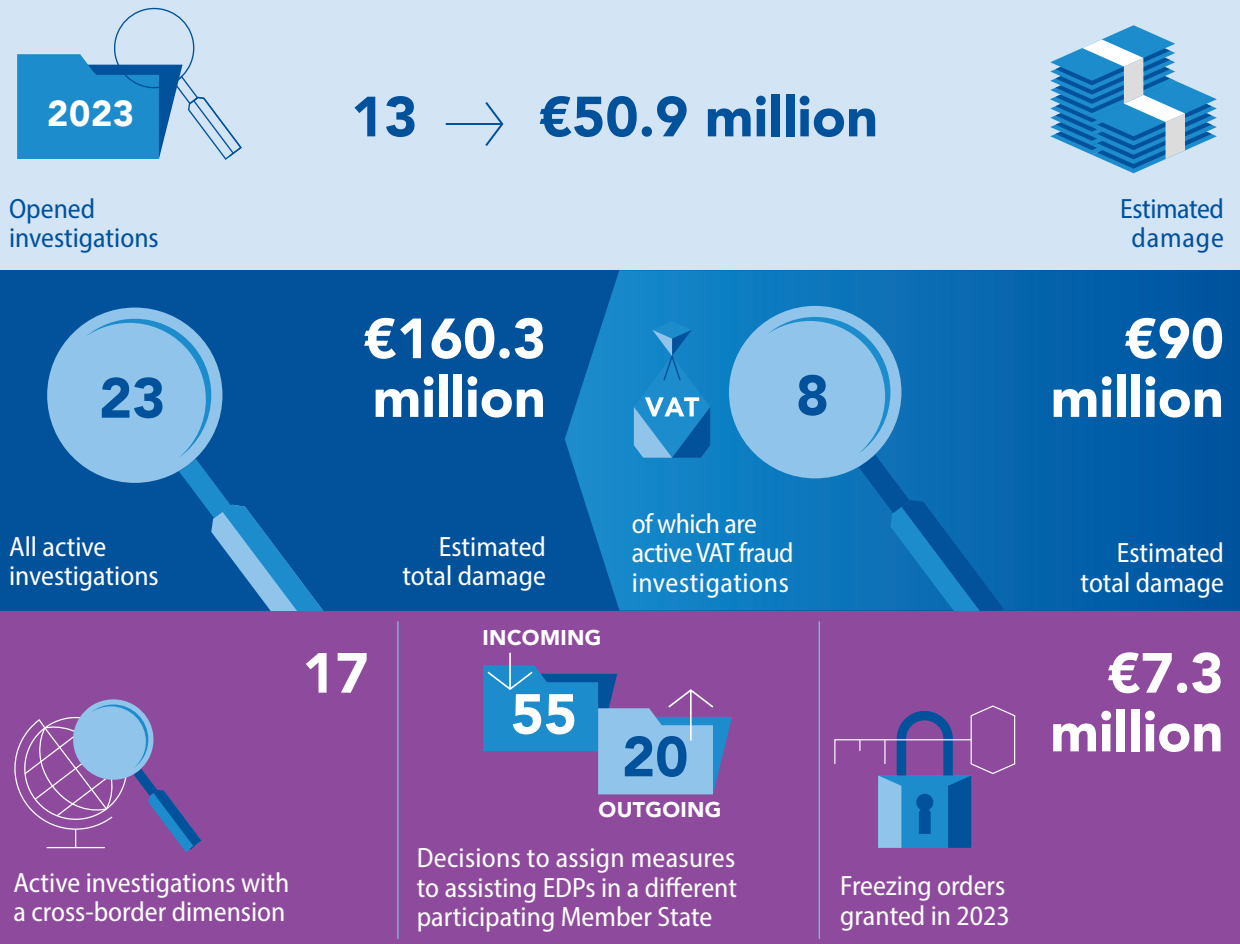 2023
13 → €50.9 million
Opened
investigations
Estimated
damage
23
€160.3
million
All active
investigations
Estimated
total damage
VAT
8
€90
million
of which are
active VAT fraud
investigations
Estimated
total damage
17
Active investigations with
a cross-border dimension
INCOMING
55
20
OUTGOING
Decisions to assign measures
to assisting EDPs in a different
participating Member State
€7.3
million
Freezing orders
granted in 2023